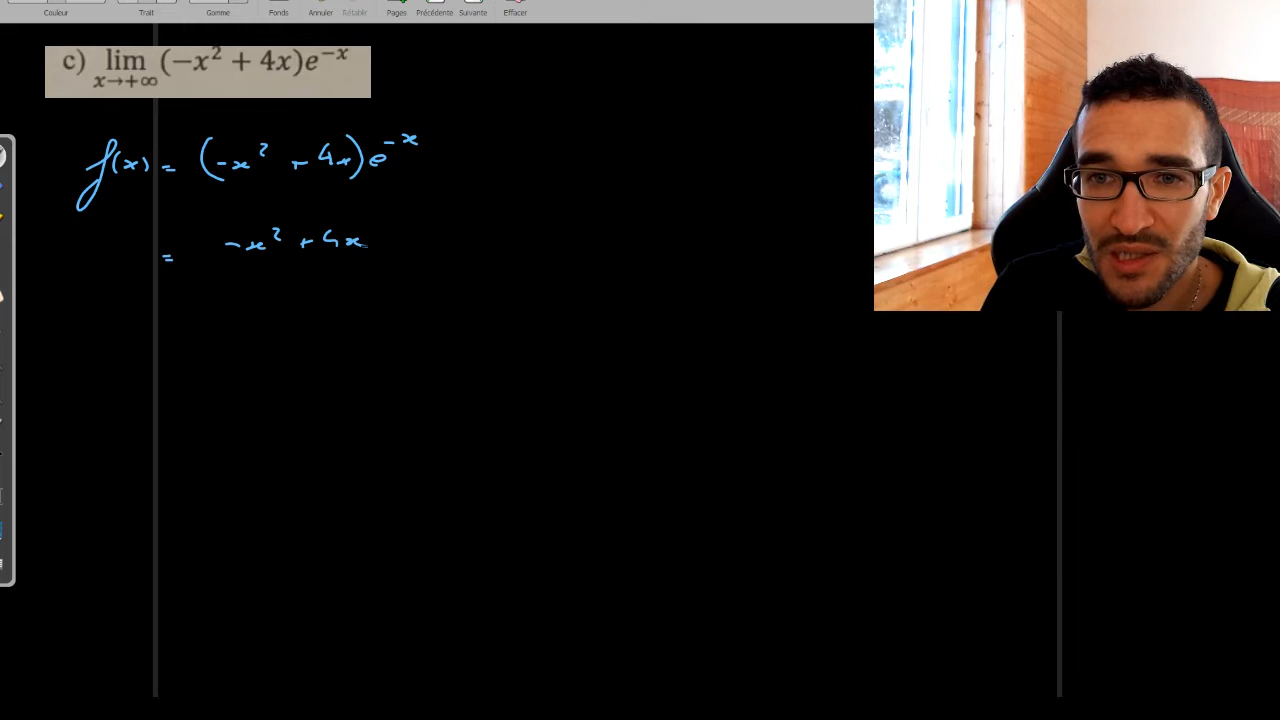 Couleur Trait Gomme Fonds Annuler Rétablir Pages Précédente Suivante Effacer
c) lim (−x² + 4x)e⁻ˣ
x→+∞
f(x) = (-x² + 4x)e⁻ˣ
= -x² + 4x